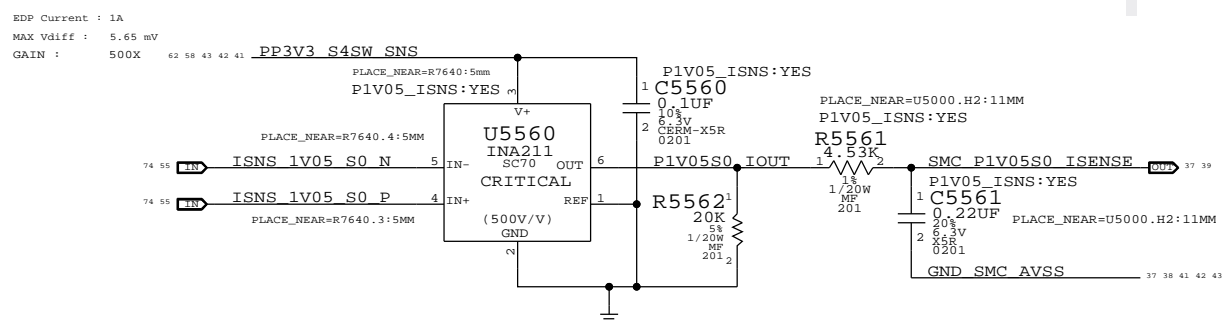 EDP Current : 1A
MAX Vdiff : 5.65 mV
GAIN : 500X
62 58 43 42 41 PP3V3_S4SW_SNS
PLACE_NEAR=R7640:5mm
P1V05_ISNS:YES
3
V+
U5560
INA211
SC70
CRITICAL
(500V/V)
GND
2
PLACE_NEAR=R7640.4:5MM
74 55 IN ISNS_1V05_S0_N 5 IN-
74 55 IN ISNS_1V05_S0_P 4 IN+
PLACE_NEAR=R7640.3:5MM
OUT 6 P1V05S0_IOUT
REF 1
P1V05_ISNS:YES
1 C5560
0.1UF
10%
6.3V
2 CERM-X5R
0201
R5562 1
20K
5%
1/20W
MF
201 2
PLACE_NEAR=U5000.H2:11MM
P1V05_ISNS:YES
R5561
1 4.53K 2
1%
1/20W
MF
201
SMC_P1V05S0_ISENSE OUT 37 39
P1V05_ISNS:YES
1 C5561
0.22UF
20%
6.3V
2 X5R
0201
PLACE_NEAR=U5000.H2:11MM
GND_SMC_AVSS 37 38 41 42 43